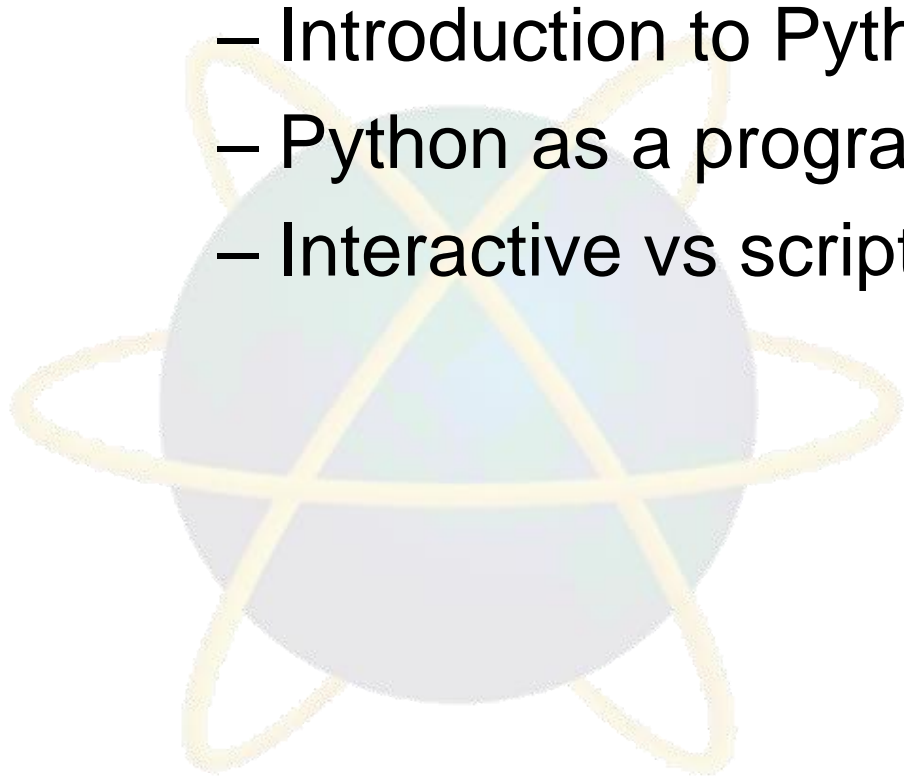 – Introduction to Pyth
– Python as a progra
– Interactive vs script